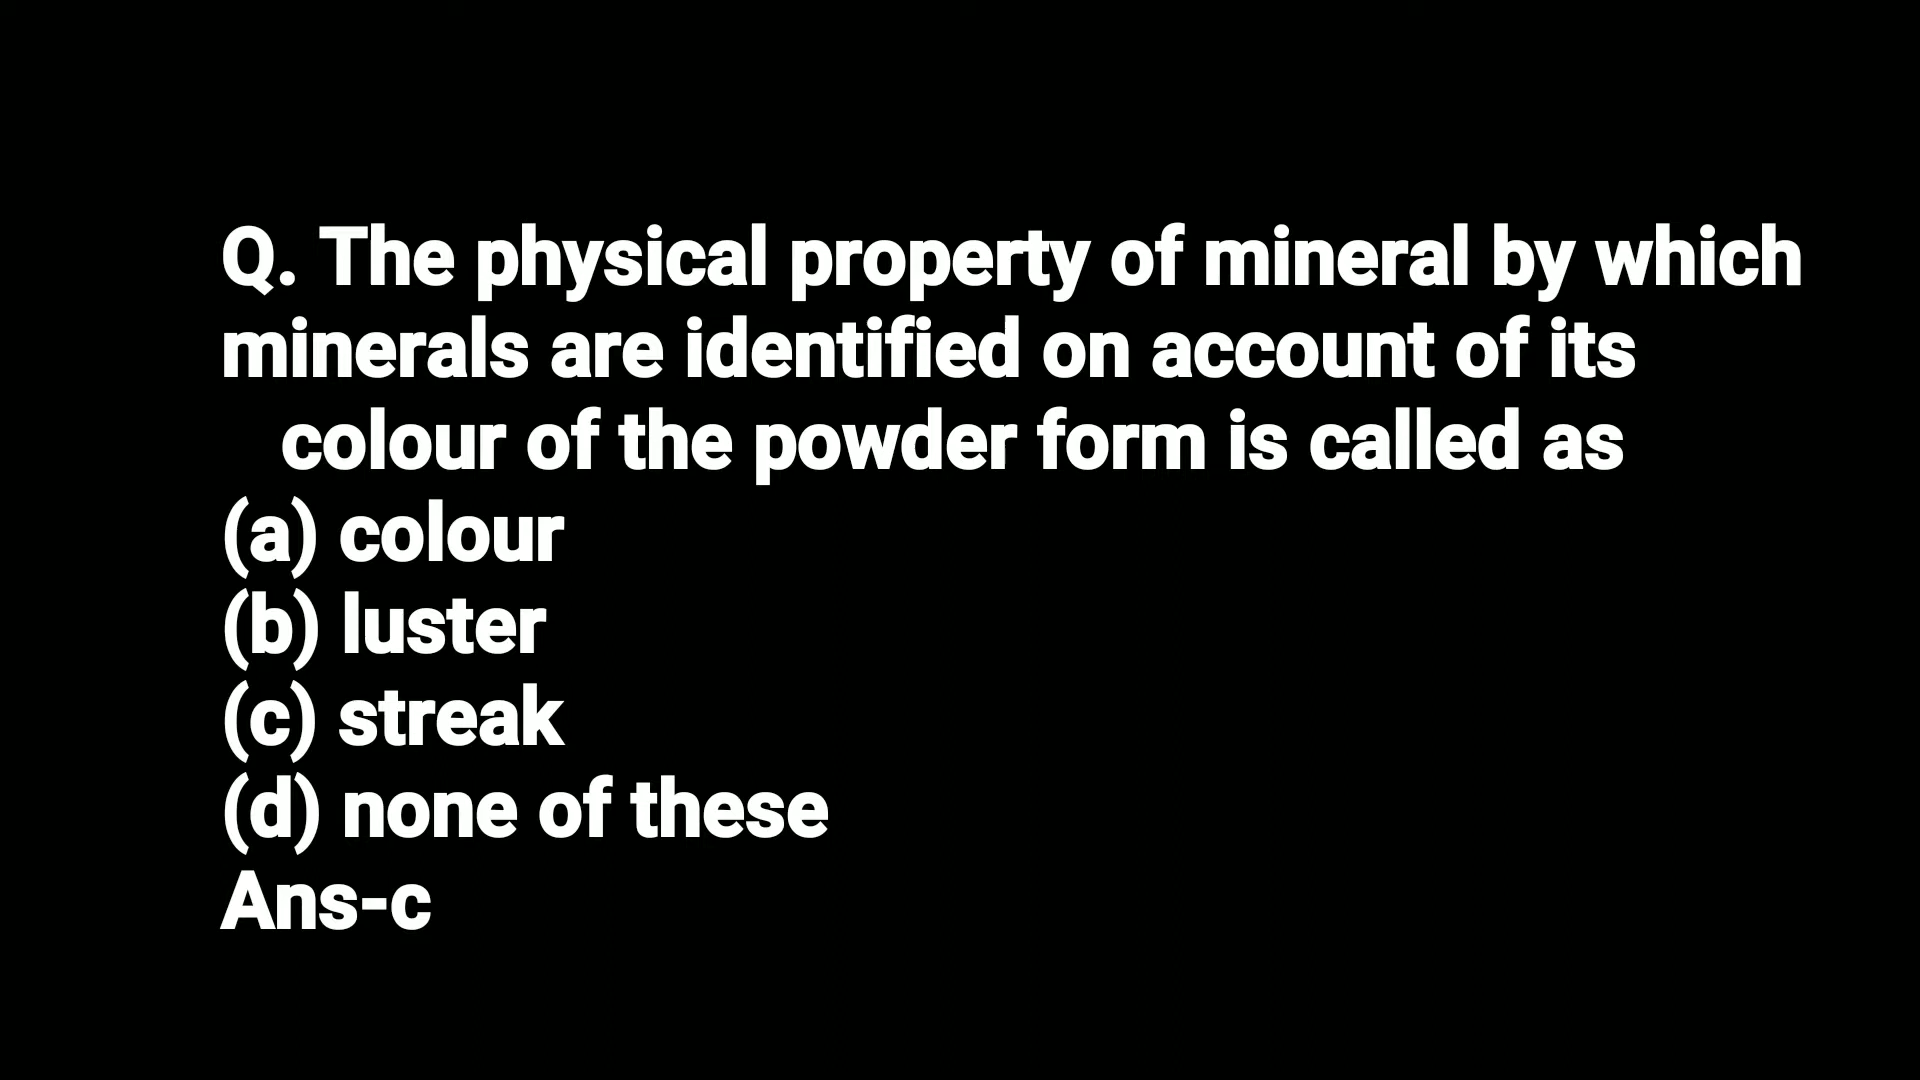 Q. The physical property of mineral by which
minerals are identified on account of its
colour of the powder form is called as
(a) colour
(b) luster
(c) streak
(d) none of these
Ans-c